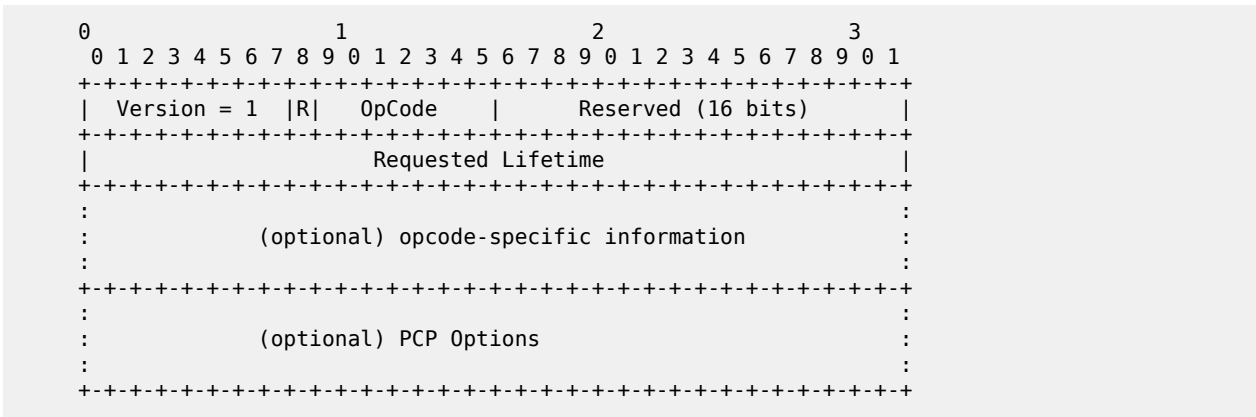 0                   1                   2                   3
 0 1 2 3 4 5 6 7 8 9 0 1 2 3 4 5 6 7 8 9 0 1 2 3 4 5 6 7 8 9 0 1
+-+-+-+-+-+-+-+-+-+-+-+-+-+-+-+-+-+-+-+-+-+-+-+-+-+-+-+-+-+-+-+-+
|  Version = 1  |R|   OpCode    |      Reserved (16 bits)       |
+-+-+-+-+-+-+-+-+-+-+-+-+-+-+-+-+-+-+-+-+-+-+-+-+-+-+-+-+-+-+-+-+
|                      Requested Lifetime                       |
+-+-+-+-+-+-+-+-+-+-+-+-+-+-+-+-+-+-+-+-+-+-+-+-+-+-+-+-+-+-+-+-+
:                                                               :
:             (optional) opcode-specific information            :
:                                                               :
+-+-+-+-+-+-+-+-+-+-+-+-+-+-+-+-+-+-+-+-+-+-+-+-+-+-+-+-+-+-+-+-+
:                                                               :
:             (optional) PCP Options                            :
:                                                               :
+-+-+-+-+-+-+-+-+-+-+-+-+-+-+-+-+-+-+-+-+-+-+-+-+-+-+-+-+-+-+-+-+